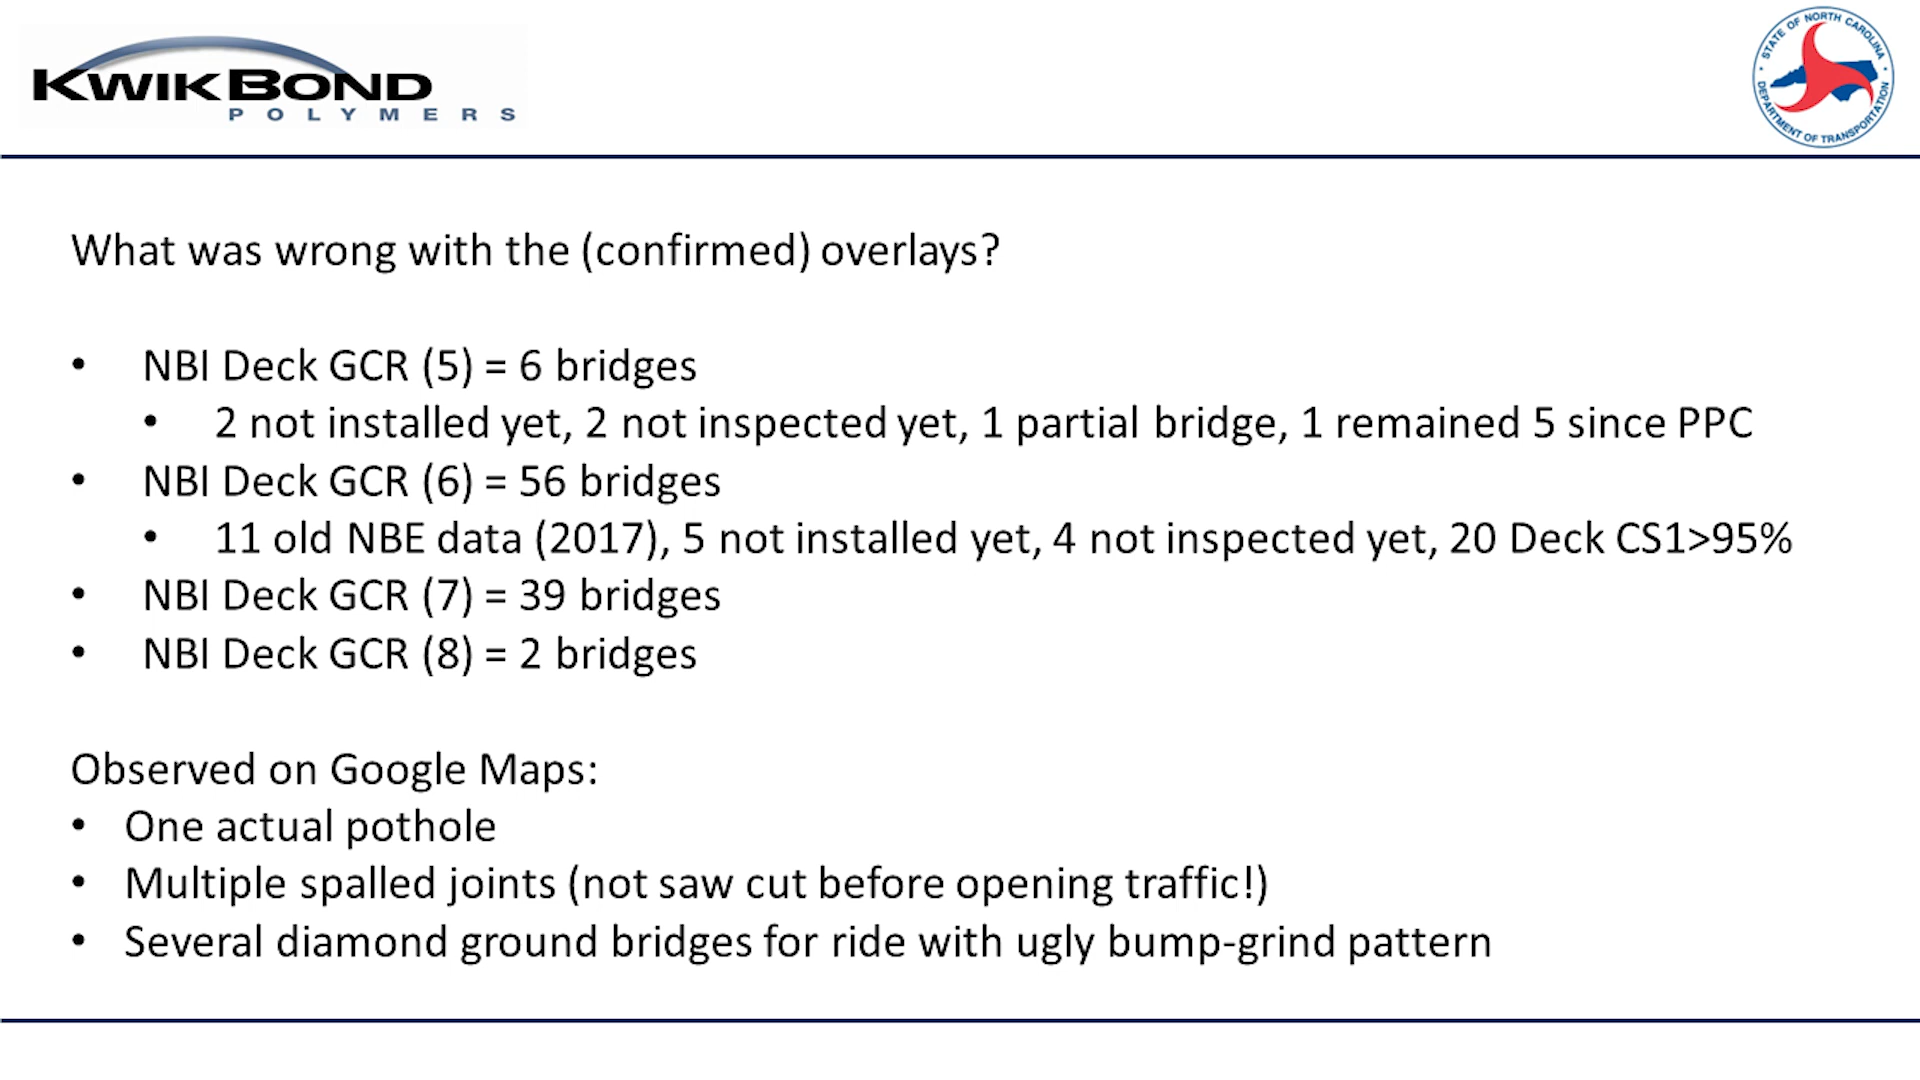 KWIKBOND
POLYMERS
STATE OF NORTH CAROLINA
DEPARTMENT OF TRANSPORTATION
What was wrong with the (confirmed) overlays?
• NBI Deck GCR (5) = 6 bridges
• 2 not installed yet, 2 not inspected yet, 1 partial bridge, 1 remained 5 since PPC
• NBI Deck GCR (6) = 56 bridges
• 11 old NBE data (2017), 5 not installed yet, 4 not inspected yet, 20 Deck CS1>95%
• NBI Deck GCR (7) = 39 bridges
• NBI Deck GCR (8) = 2 bridges
Observed on Google Maps:
• One actual pothole
• Multiple spalled joints (not saw cut before opening traffic!)
• Several diamond ground bridges for ride with ugly bump-grind pattern